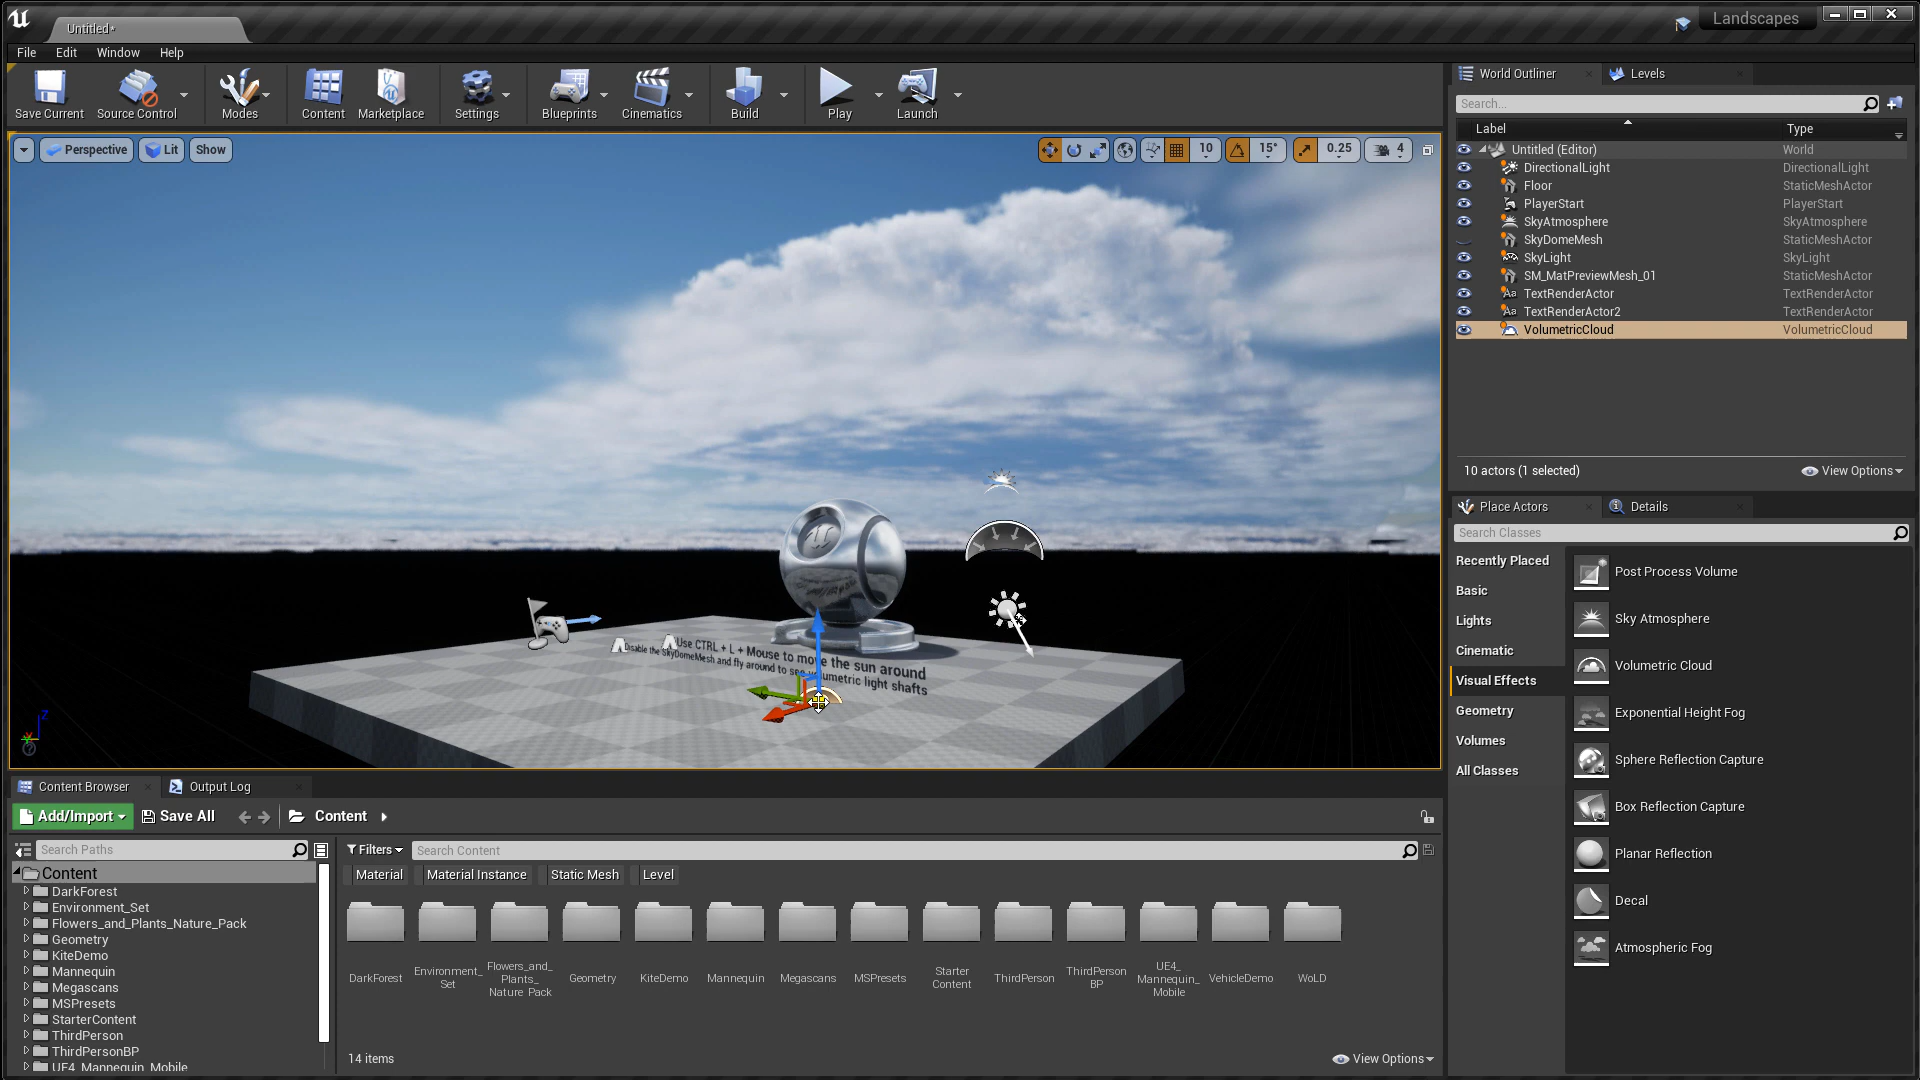 Untitled*
Landscapes
File Edit Window Help
Save Current
Source Control
Modes
Content
Marketplace
Settings
Blueprints
Cinematics
Build
Play
Launch
Perspective
Lit
Show
10
15°
0.25
4
Use CTRL + L + Mouse to move the sun around
Disable the SkyDomeMesh and fly around to see volumetric light shafts
Z
World Outliner
Levels
Search...
Label Type
Untitled (Editor) World
DirectionalLight DirectionalLight
Floor StaticMeshActor
PlayerStart PlayerStart
SkyAtmosphere SkyAtmosphere
SkyDomeMesh StaticMeshActor
SkyLight SkyLight
SM_MatPreviewMesh_01 StaticMeshActor
TextRenderActor TextRenderActor
TextRenderActor2 TextRenderActor
VolumetricCloud VolumetricCloud
10 actors (1 selected)
View Options
Place Actors
Details
Search Classes
Recently Placed
Basic
Lights
Cinematic
Visual Effects
Geometry
Volumes
All Classes
Post Process Volume
Sky Atmosphere
Volumetric Cloud
Exponential Height Fog
Sphere Reflection Capture
Box Reflection Capture
Planar Reflection
Decal
Atmospheric Fog
Content Browser
Output Log
Add/Import
Save All
Content
Search Paths
Content
DarkForest
Environment_Set
Flowers_and_Plants_Nature_Pack
Geometry
KiteDemo
Mannequin
Megascans
MSPresets
StarterContent
ThirdPerson
ThirdPersonBP
UE4_Mannequin_Mobile
Filters
Search Content
Material
Material Instance
Static Mesh
Level
DarkForest
Environment_
Set
Flowers_and_
Plants_
Nature_Pack
Geometry
KiteDemo
Mannequin
Megascans
MSPresets
Starter
Content
ThirdPerson
ThirdPerson
BP
UE4_
Mannequin_
Mobile
VehicleDemo
WoLD
14 items
View Options